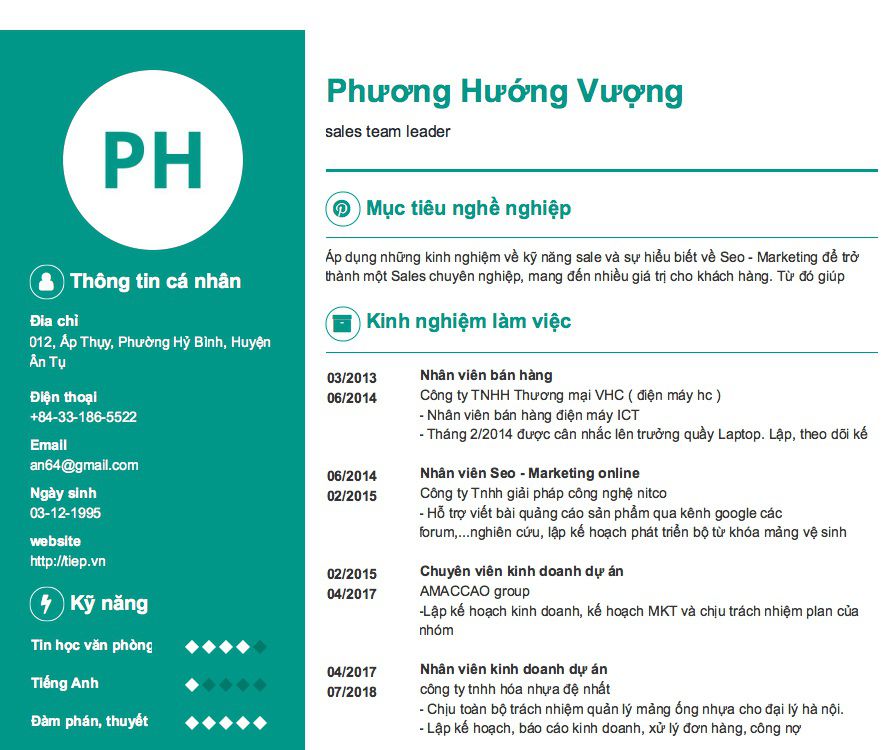 PH
Thông tin cá nhân
Địa chỉ
012, Ấp Thụy, Phường Hỷ Bình, Huyện
Ân Tụ
Điện thoại
+84-33-186-5522
Email
an64@gmail.com
Ngày sinh
03-12-1995
website
http://tiep.vn
Kỹ năng
Tin học văn phòng
Tiếng Anh
Đàm phán, thuyết
Phương Hướng Vượng
sales team leader
Mục tiêu nghề nghiệp
Áp dụng những kinh nghiệm về kỹ năng sale và sự hiểu biết về Seo - Marketing để trở
thành một Sales chuyên nghiệp, mang đến nhiều giá trị cho khách hàng. Từ đó giúp
Kinh nghiệm làm việc
03/2013
06/2014
Nhân viên bán hàng
Công ty TNHH Thương mại VHC ( điện máy hc )
- Nhân viên bán hàng điện máy ICT
- Tháng 2/2014 được cân nhắc lên trưởng quầy Laptop. Lập, theo dõi kế
06/2014
02/2015
Nhân viên Seo - Marketing online
Công ty Tnhh giải pháp công nghệ nitco
- Hỗ trợ viết bài quảng cáo sản phẩm qua kênh google các
forum,...nghiên cứu, lập kế hoạch phát triển bộ từ khóa mảng vệ sinh
02/2015
04/2017
Chuyên viên kinh doanh dự án
AMACCAO group
-Lập kế hoạch kinh doanh, kế hoạch MKT và chịu trách nhiệm plan của
nhóm
04/2017
07/2018
Nhân viên kinh doanh dự án
công ty tnhh hóa nhựa đệ nhất
- Chịu toàn bộ trách nhiệm quản lý mảng ống nhựa cho đại lý hà nội.
- Lập kế hoạch, báo cáo kinh doanh, xử lý đơn hàng, công nợ